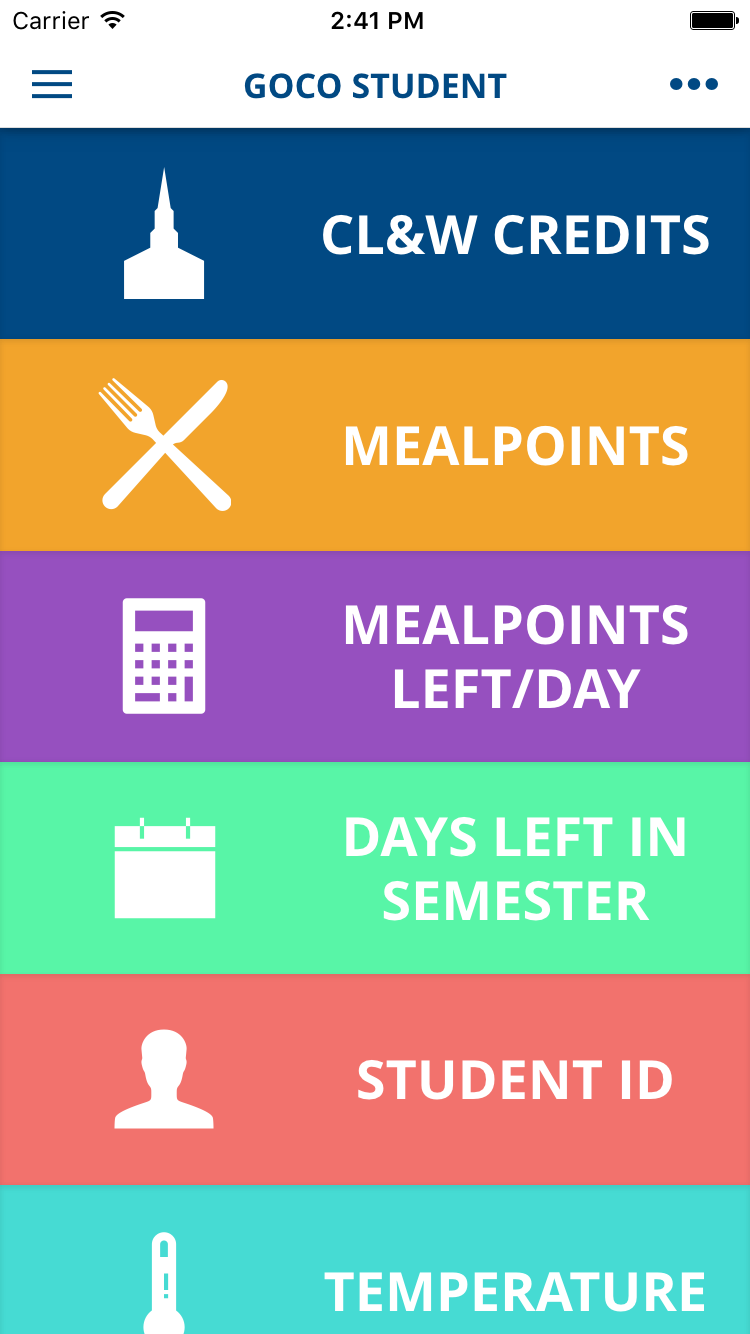 Carrier 2:41 PM
GOCO STUDENT
CL&W CREDITS
MEALPOINTS
MEALPOINTS
LEFT/DAY
DAYS LEFT IN
SEMESTER
STUDENT ID
TEMPERATURE